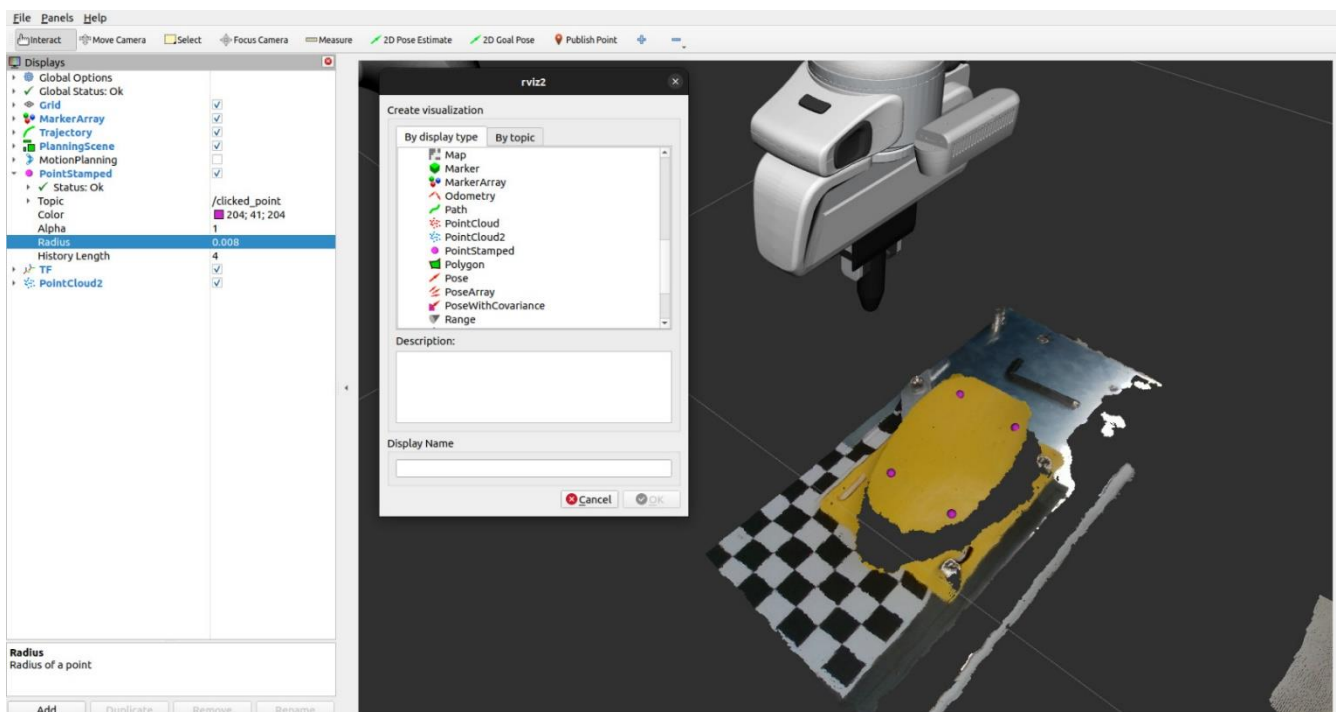 File Panels Help
Interact Move Camera Select Focus Camera Measure 2D Pose Estimate 2D Goal Pose Publish Point
Displays
Global Options
Global Status: Ok
Grid
MarkerArray
Trajectory
PlanningScene
MotionPlanning
PointStamped
Status: Ok
Topic /clicked_point
Color 204; 41; 204
Alpha 1
Radius 0.008
History Length 4
TF
PointCloud2
Radius
Radius of a point
Add Duplicate Remove Rename
rviz2
Create visualization
By display type By topic
Map
Marker
MarkerArray
Odometry
Path
PointCloud
PointCloud2
PointStamped
Polygon
Pose
PoseArray
PoseWithCovariance
Range
Description:
Display Name
Cancel OK